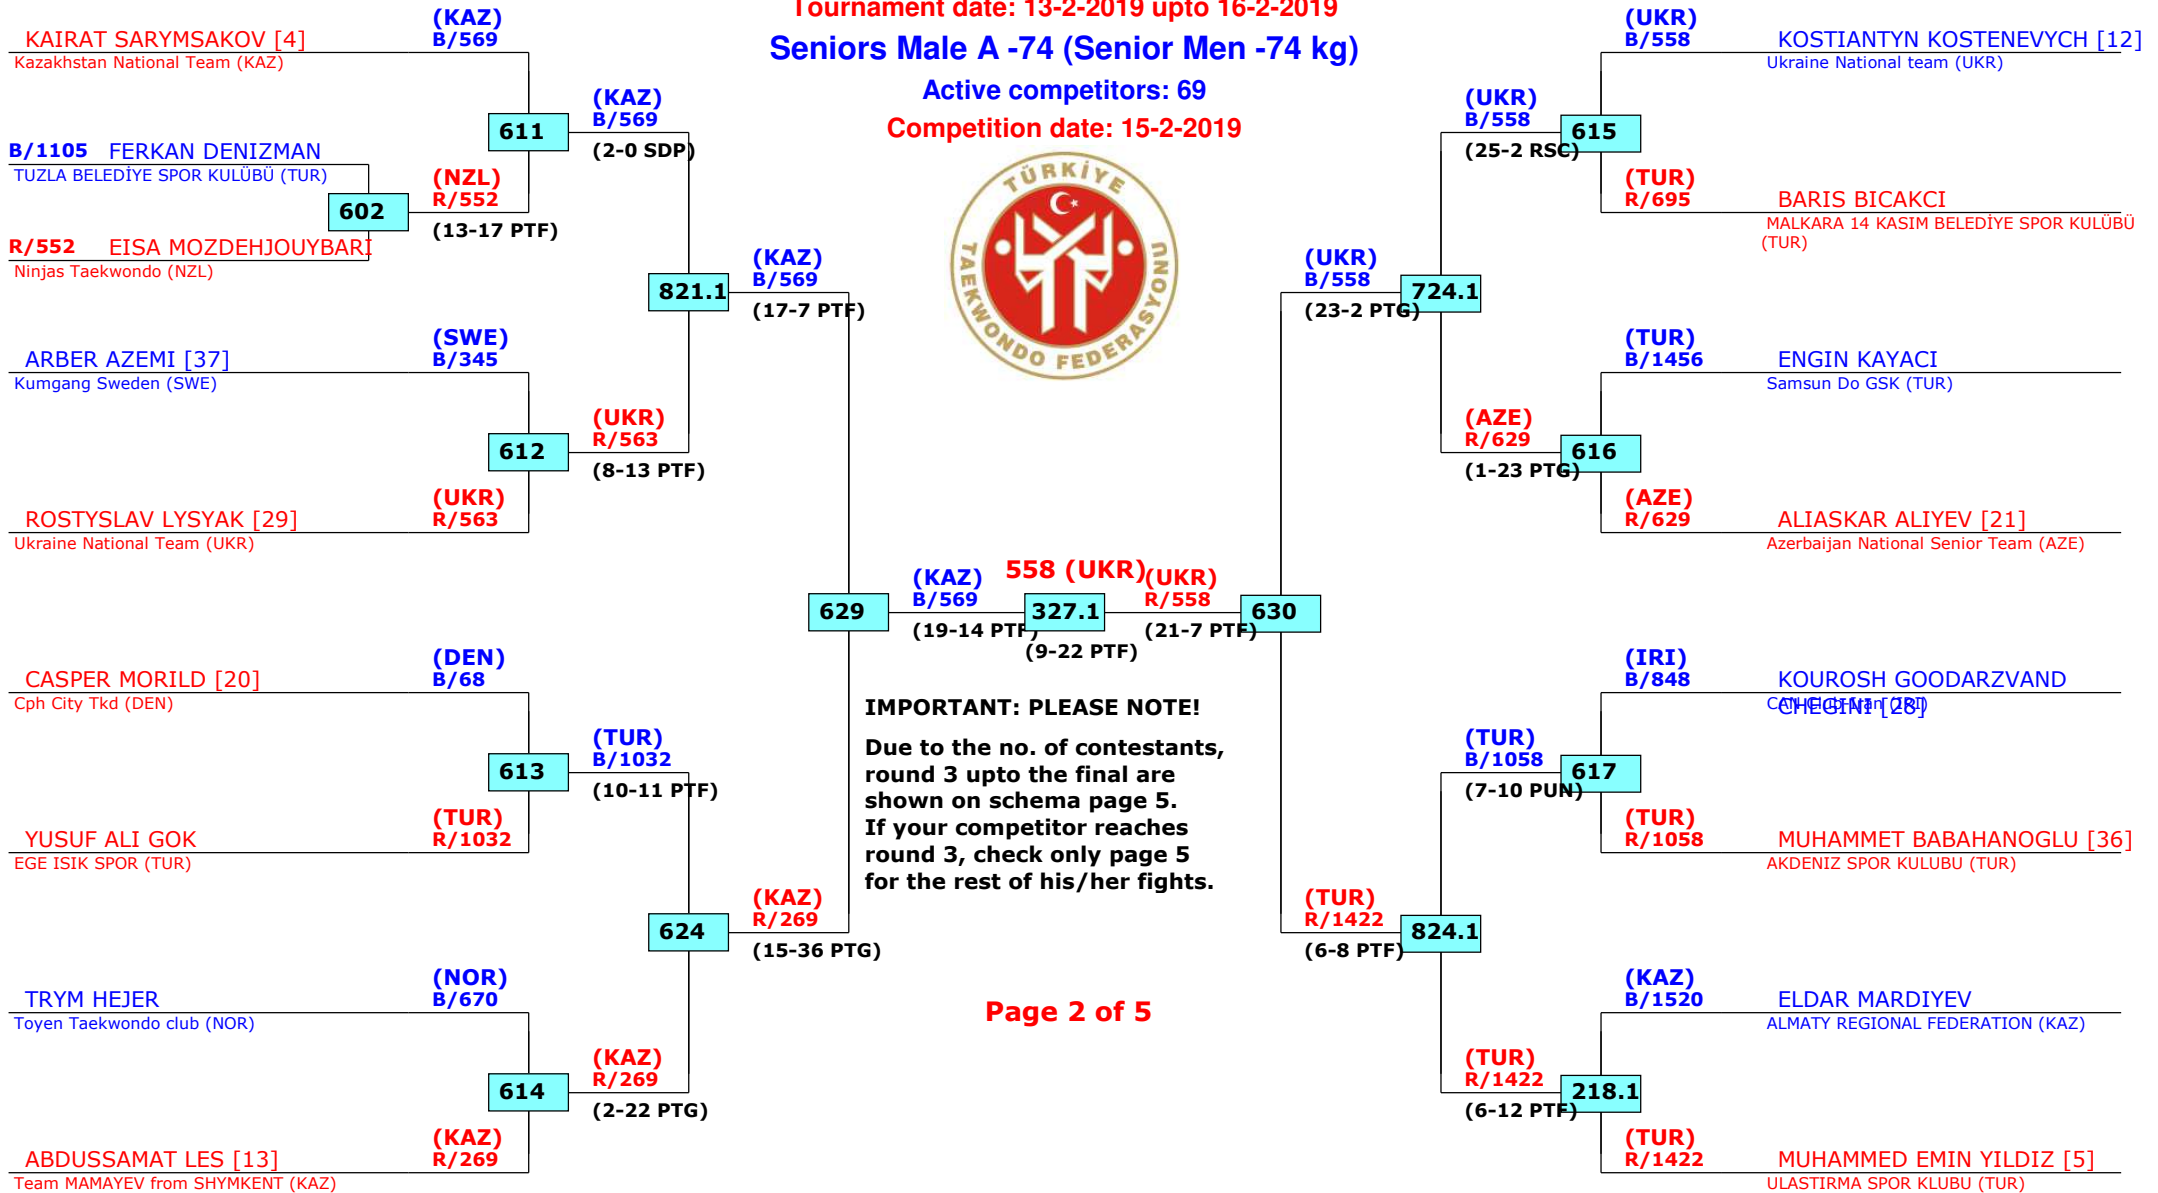 Tournament date: 13-2-2019 upto 16-2-2019
Seniors Male A -74 (Senior Men -74 kg)
Active competitors: 69
Competition date: 15-2-2019
TÜRKİYE
TAEKWONDO FEDERASYONU
KAIRAT SARYMSAKOV [4]
Kazakhstan National Team (KAZ)
(KAZ)
B/569
611
(KAZ)
B/569
(2-0 SDP)
B/1105 FERKAN DENIZMAN
TUZLA BELEDİYE SPOR KULÜBÜ (TUR)
602
(NZL)
R/552
(13-17 PTF)
R/552 EISA MOZDEHJOUYBARI
Ninjas Taekwondo (NZL)
821.1
(KAZ)
B/569
(17-7 PTF)
ARBER AZEMI [37]
Kumgang Sweden (SWE)
(SWE)
B/345
612
(UKR)
R/563
(8-13 PTF)
ROSTYSLAV LYSYAK [29]
Ukraine National Team (UKR)
(UKR)
R/563
629
(KAZ)
B/569
(19-14 PTF)
558 (UKR)
327.1
(9-22 PTF)
(UKR)
R/558
(21-7 PTF)
630
CASPER MORILD [20]
Cph City Tkd (DEN)
(DEN)
B/68
613
(TUR)
B/1032
(10-11 PTF)
YUSUF ALI GOK
EGE ISIK SPOR (TUR)
(TUR)
R/1032
624
(KAZ)
R/269
(15-36 PTG)
TRYM HEJER
Toyen Taekwondo club (NOR)
(NOR)
B/670
614
(KAZ)
R/269
(2-22 PTG)
ABDUSSAMAT LES [13]
Team MAMAYEV from SHYMKENT (KAZ)
(KAZ)
R/269
IMPORTANT: PLEASE NOTE!
Due to the no. of contestants,
round 3 upto the final are
shown on schema page 5.
If your competitor reaches
round 3, check only page 5
for the rest of his/her fights.
Page 2 of 5
(UKR)
B/558
KOSTIANTYN KOSTENEVYCH [12]
Ukraine National team (UKR)
(UKR)
B/558
(25-2 RSC)
615
(TUR)
R/695
BARIS BICAKCI
MALKARA 14 KASIM BELEDİYE SPOR KULÜBÜ
(TUR)
(UKR)
B/558
(23-2 PTG)
724.1
(TUR)
B/1456
ENGIN KAYACI
Samsun Do GSK (TUR)
(AZE)
R/629
(1-23 PTG)
616
(AZE)
R/629
ALIASKAR ALIYEV [21]
Azerbaijan National Senior Team (AZE)
(IRI)
B/848
KOUROSH GOODARZVAND
CHEGINI [28]
CAN Club-Iran (IRI)
(TUR)
B/1058
(7-10 PUN)
617
(TUR)
R/1058
MUHAMMET BABAHANOGLU [36]
AKDENIZ SPOR KULUBU (TUR)
(TUR)
R/1422
(6-8 PTF)
824.1
(KAZ)
B/1520
ELDAR MARDIYEV
ALMATY REGIONAL FEDERATION (KAZ)
(TUR)
R/1422
(6-12 PTF)
218.1
(TUR)
R/1422
MUHAMMED EMIN YILDIZ [5]
ULASTIRMA SPOR KLUBU (TUR)